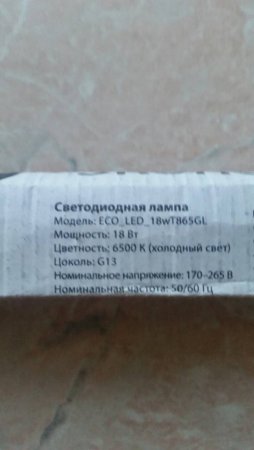 Светодиодная лампа
Модель: ECO_LED_18wT865GL
Мощность: 18 Вт
Цветность: 6500 К (холодный свет)
Цоколь: G13
Номинальное напряжение: 170–265 В
Номинальная частота: 50/60 Гц